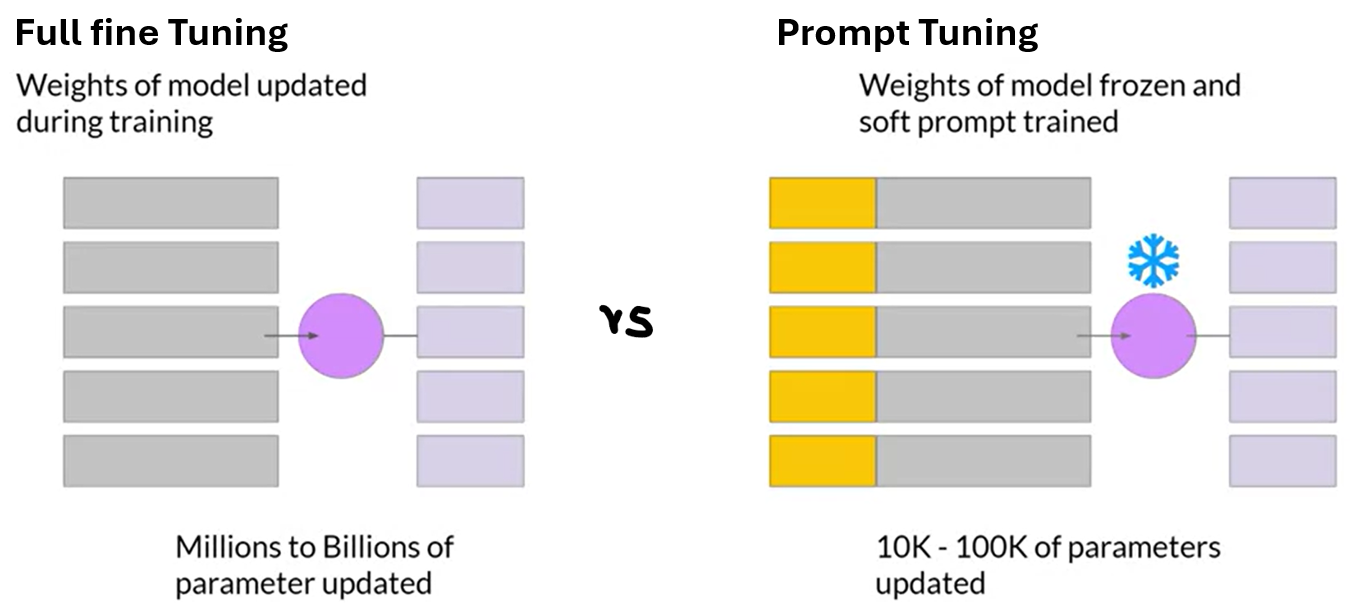 Full fine Tuning
Weights of model updated
during training
Millions to Billions of
parameter updated
vs
Prompt Tuning
Weights of model frozen and
soft prompt trained
10K - 100K of parameters
updated